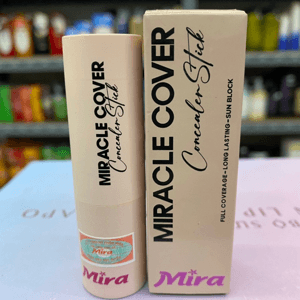 MIRACLE COVER
Concealer Stick
Mira
MIRACLE COVER
Concealer Stick
FULL COVERAGE - LONG LASTING - SUN BLOCK
Mira